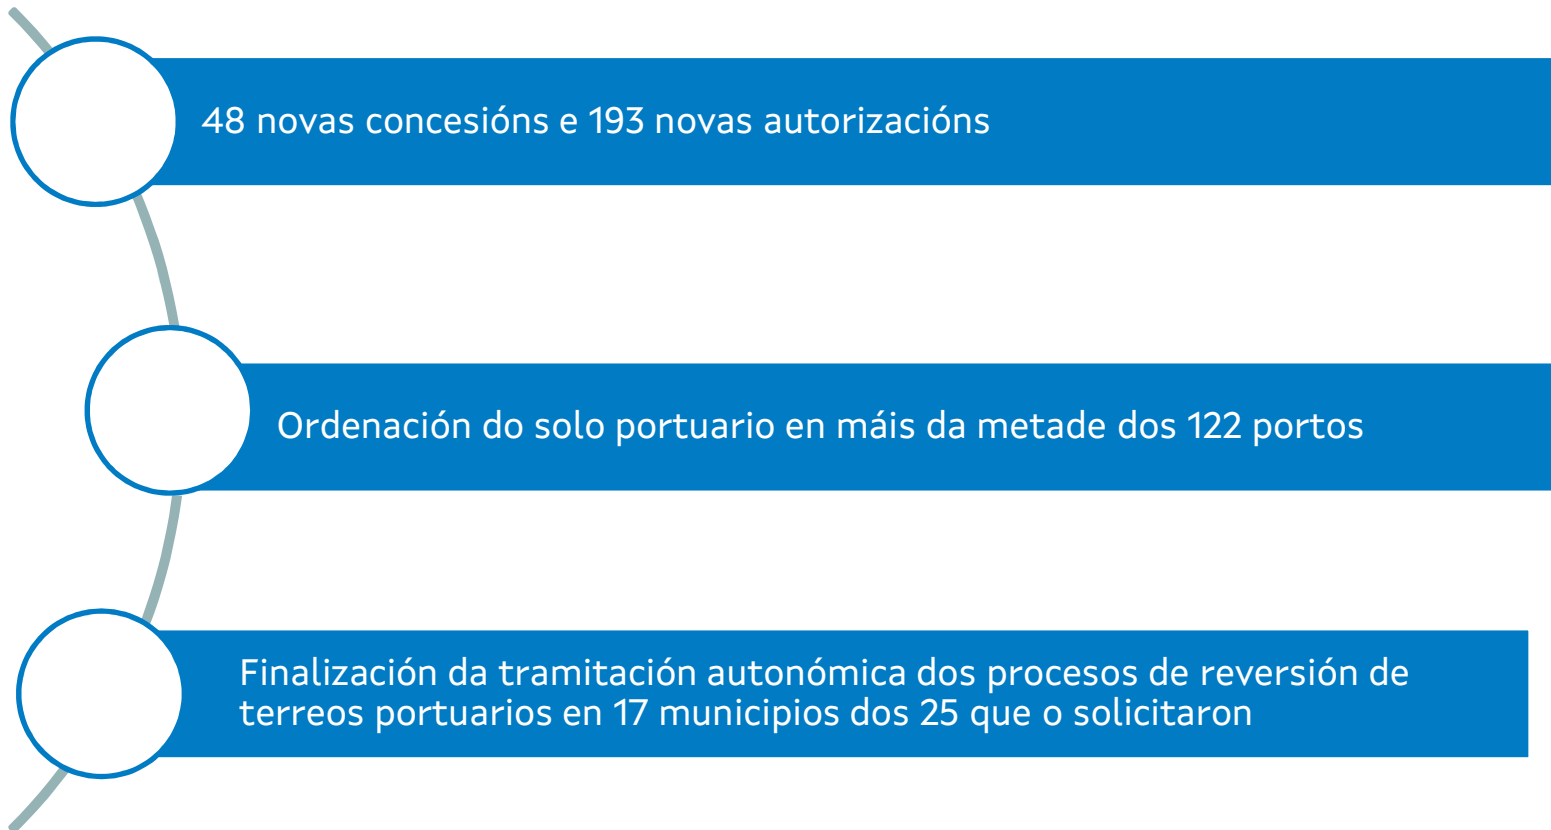 48 novas concesións e 193 novas autorizacións
Ordenación do solo portuario en máis da metade dos 122 portos
Finalización da tramitación autonómica dos procesos de reversión de
terreos portuarios en 17 municipios dos 25 que o solicitaron